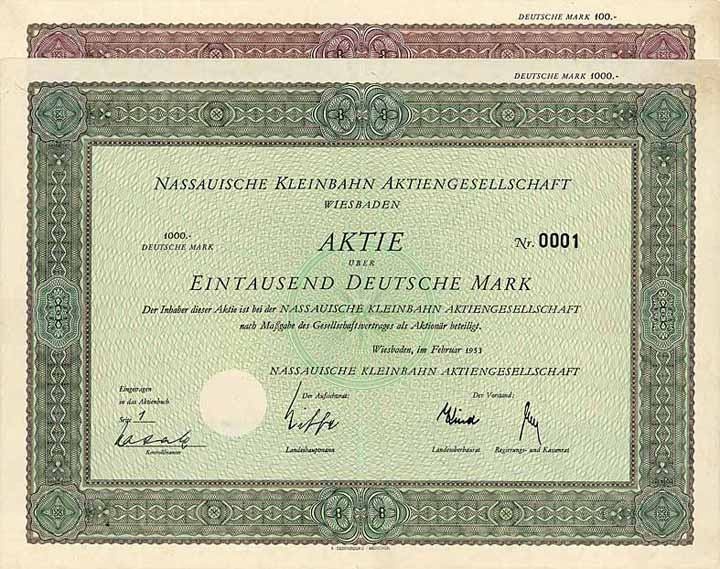 DEUTSCHE MARK 100.-
DEUTSCHE MARK 1000.-
NASSAUISCHE KLEINBAHN AKTIENGESELLSCHAFT
WIESBADEN
1000.-
DEUTSCHE MARK
AKTIE
Nr. 0001
ÜBER
EINTAUSEND DEUTSCHE MARK
Der Inhaber dieser Aktie ist bei der NASSAUISCHE KLEINBAHN AKTIENGESELLSCHAFT
nach Maßgabe des Gesellschaftsvertrages als Aktionär beteiligt.
Wiesbaden, im Februar 1953
NASSAUISCHE KLEINBAHN AKTIENGESELLSCHAFT
Eingetragen
in das Aktienbuch
Seite 1
Kontrollbeamter
Der Aufsichtsrat:
Landeshauptmann
Der Vorstand:
Landesoberbaurat Regierungs- und Kassenrat